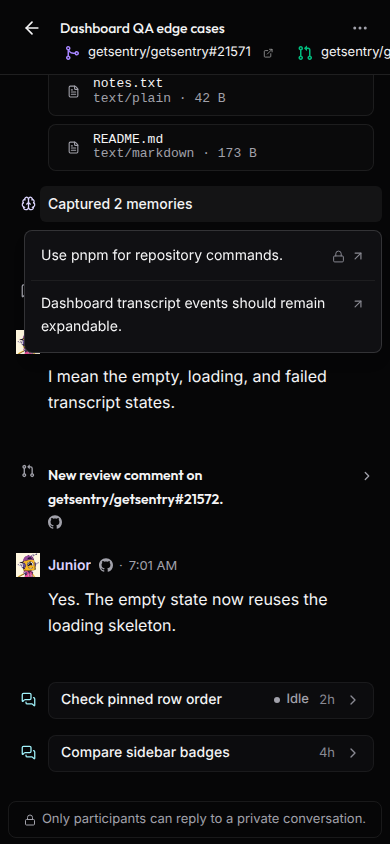 Dashboard QA edge cases
getsentry/getsentry#21571
getsentry/g
notes.txt
text/plain · 42 B
README.md
text/markdown · 173 B
Captured 2 memories
Use pnpm for repository commands.
Dashboard transcript events should remain
expandable.
I mean the empty, loading, and failed
transcript states.
New review comment on
getsentry/getsentry#21572.
Junior · 7:01 AM
Yes. The empty state now reuses the
loading skeleton.
Check pinned row order Idle 2h
Compare sidebar badges 4h
Only participants can reply to a private conversation.